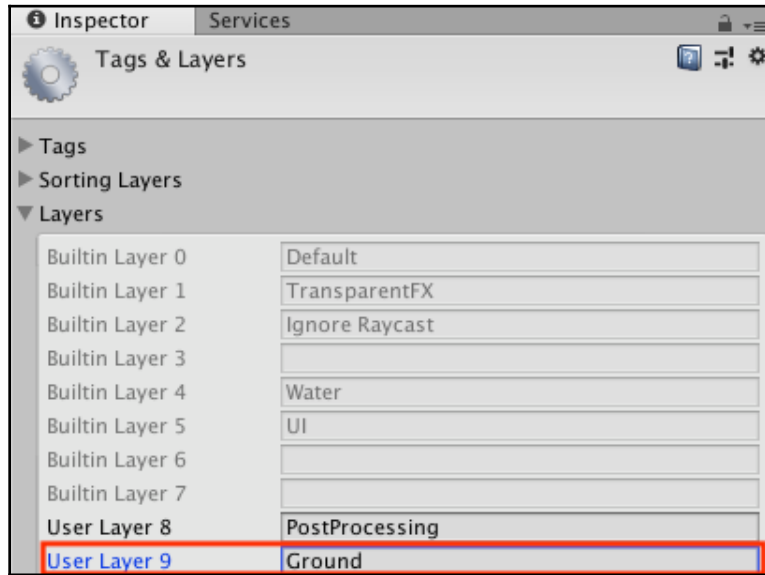 Inspector Services
Tags & Layers
Tags
Sorting Layers
Layers
Builtin Layer 0 Default
Builtin Layer 1 TransparentFX
Builtin Layer 2 Ignore Raycast
Builtin Layer 3
Builtin Layer 4 Water
Builtin Layer 5 UI
Builtin Layer 6
Builtin Layer 7
User Layer 8 PostProcessing
User Layer 9 Ground